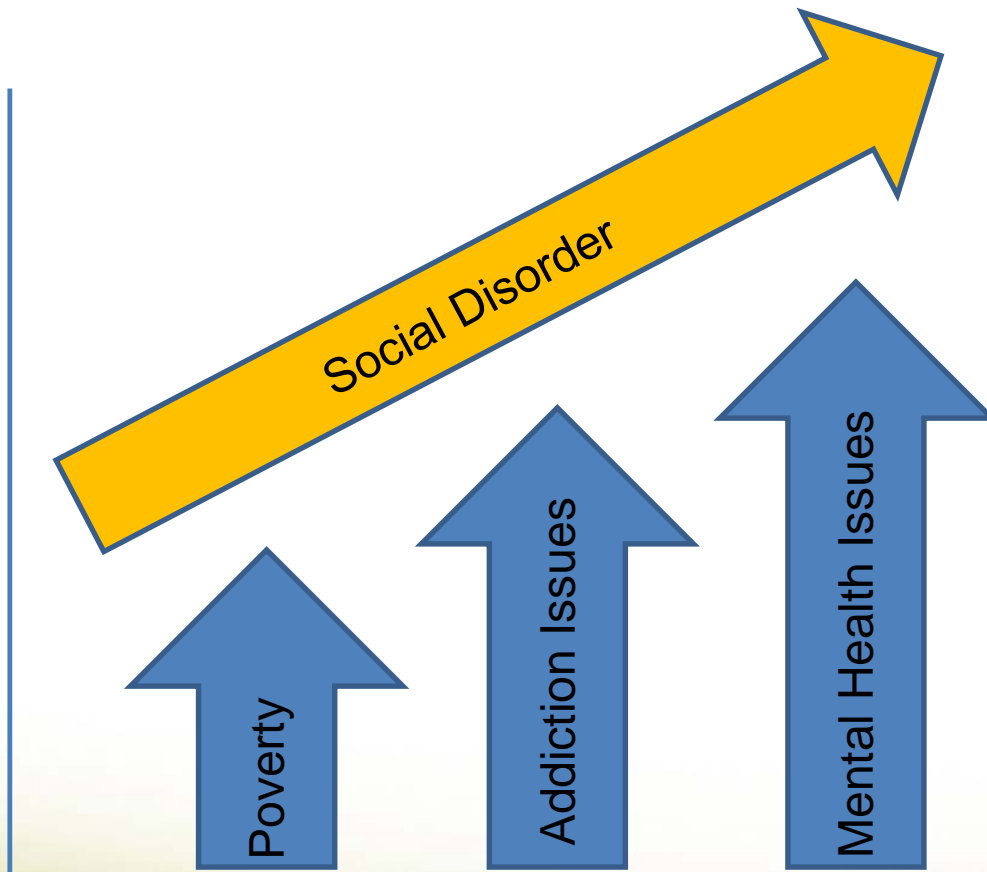 Social Disorder
Poverty
Addiction Issues
Mental Health Issues